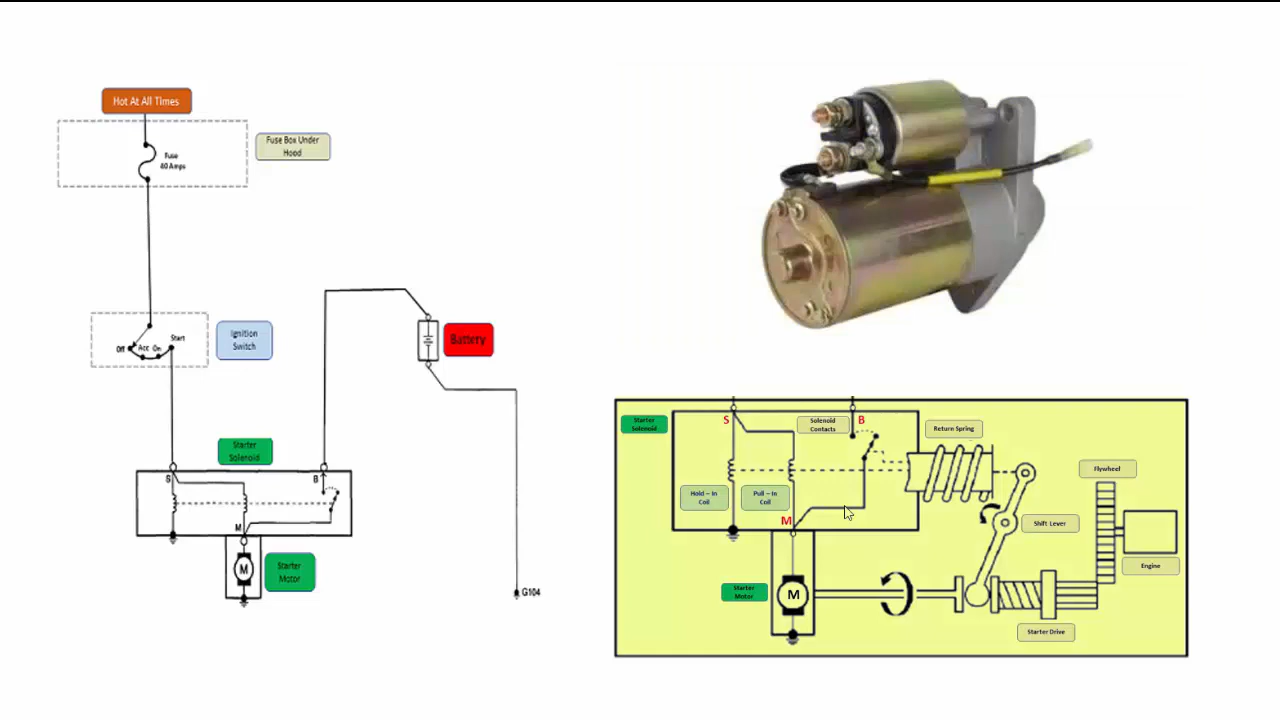 Hot At All Times
Fuse
40 Amps
Fuse Box Under
Hood
Off
Acc
On
Start
Ignition
Switch
Battery
Starter
Solenoid
S
B
M
M
Starter
Motor
G104
Starter
Solenoid
S
Solenoid
Contacts
B
Return Spring
Hold – In
Coil
Pull – In
Coil
M
Flywheel
Shift Lever
Engine
Starter
Motor
M
Starter Drive